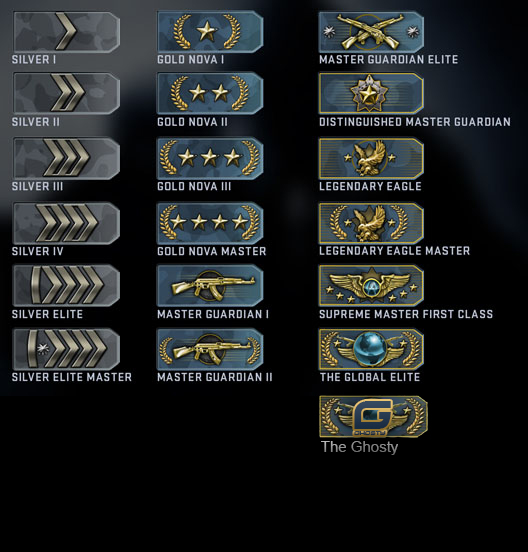 SILVER I
SILVER II
SILVER III
SILVER IV
SILVER ELITE
SILVER ELITE MASTER
GOLD NOVA I
GOLD NOVA II
GOLD NOVA III
GOLD NOVA MASTER
MASTER GUARDIAN I
MASTER GUARDIAN II
MASTER GUARDIAN ELITE
DISTINGUISHED MASTER GUARDIAN
LEGENDARY EAGLE
LEGENDARY EAGLE MASTER
SUPREME MASTER FIRST CLASS
THE GLOBAL ELITE
G
GHOSTY
The Ghosty